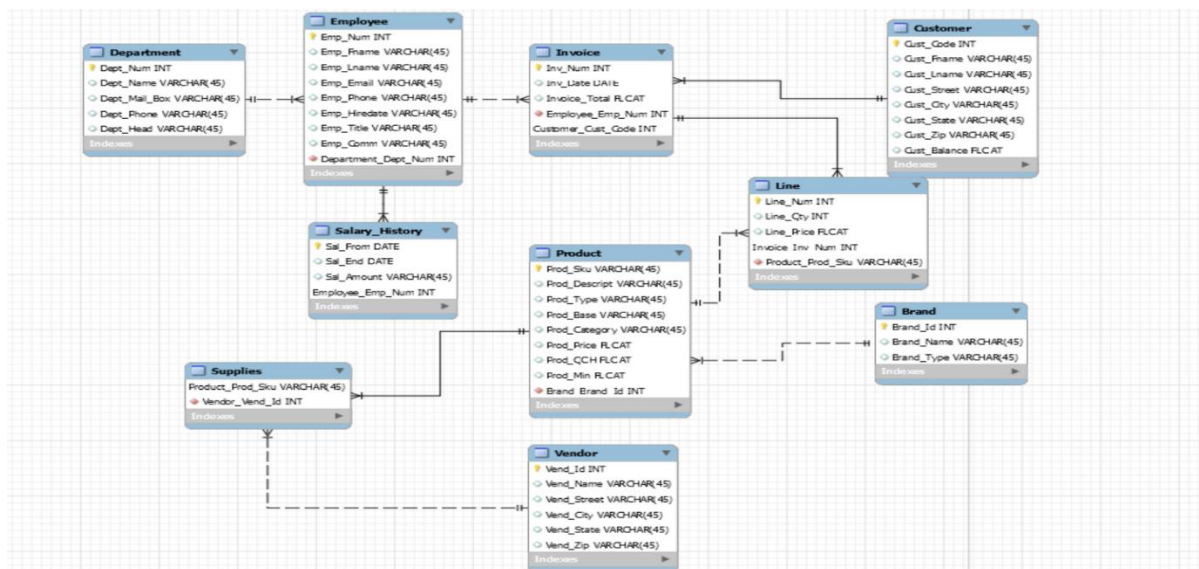 Department
Dept_Num INT
Dept_Name VARCHAR(45)
Dept_Mail_Box VARCHAR(45)
Dept_Phone VARCHAR(45)
Dept_Head VARCHAR(45)
Indexes
Employee
Emp_Num INT
Emp_Fname VARCHAR(45)
Emp_Lname VARCHAR(45)
Emp_Email VARCHAR(45)
Emp_Phone VARCHAR(45)
Emp_Hiredate VARCHAR(45)
Emp_Title VARCHAR(45)
Emp_Comm VARCHAR(45)
Department_Dept_Num INT
Indexes
Invoice
Inv_Num INT
Inv_Date DATE
Invoice_Total FLOAT
Employee_Emp_Num INT
Customer_Cust_Code INT
Indexes
Customer
Cust_Code INT
Cust_Fname VARCHAR(45)
Cust_Lname VARCHAR(45)
Cust_Street VARCHAR(45)
Cust_City VARCHAR(45)
Cust_State VARCHAR(45)
Cust_Zip VARCHAR(45)
Cust_Balance FLOAT
Indexes
Salary_History
Sal_From DATE
Sal_End DATE
Sal_Amount VARCHAR(45)
Employee_Emp_Num INT
Indexes
Line
Line_Num INT
Line_Qty INT
Line_Price FLOAT
Invoice_Inv_Num INT
Product_Prod_Sku VARCHAR(45)
Indexes
Product
Prod_Sku VARCHAR(45)
Prod_Descript VARCHAR(45)
Prod_Type VARCHAR(45)
Prod_Base VARCHAR(45)
Prod_Category VARCHAR(45)
Prod_Price FLOAT
Prod_QOH FLOAT
Prod_Min FLOAT
Brand_Brand_Id INT
Indexes
Brand
Brand_Id INT
Brand_Name VARCHAR(45)
Brand_Type VARCHAR(45)
Indexes
Supplies
Product_Prod_Sku VARCHAR(45)
Vendor_Vend_Id INT
Indexes
Vendor
Vend_Id INT
Vend_Name VARCHAR(45)
Vend_Street VARCHAR(45)
Vend_City VARCHAR(45)
Vend_State VARCHAR(45)
Vend_Zip VARCHAR(45)
Indexes